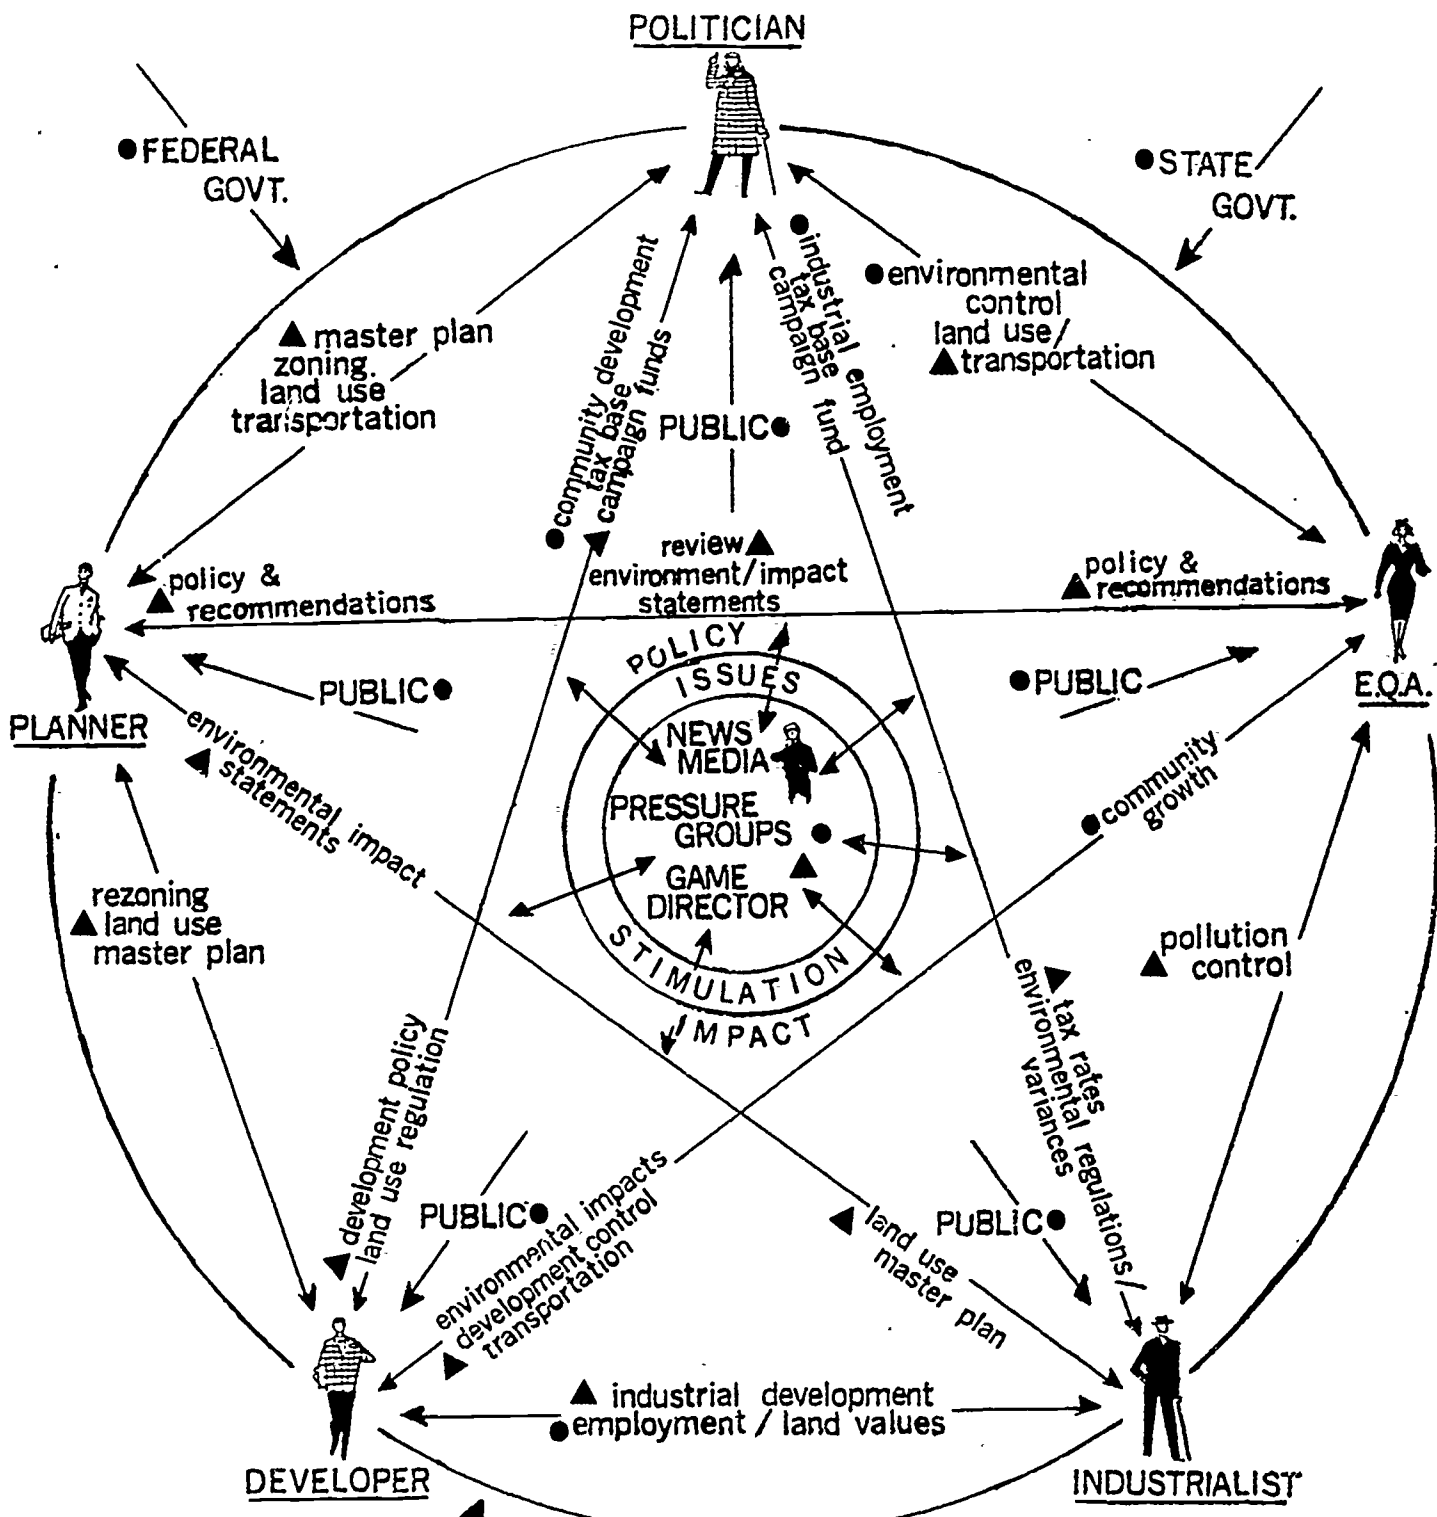 POLITICIAN
●FEDERAL
GOVT.
●STATE
GOVT.
▲master plan
zoning.
land use
transportation
●community development
tax base
▲campaign funds
PUBLIC●
●industrial employment
tax base
campaign fund
●environmental
control
land use/
▲transportation
policy &
▲recommendations
review▲
environment/impact
statements
policy &
▲recommendations
PLANNER
PUBLIC●
POLICY
ISSUES
NEWS
MEDIA
PRESSURE
GROUPS ●
GAME ▲
DIRECTOR
STIMULATION
IMPACT
●PUBLIC
E.Q.A.
environmental impact
▲statements
●community
growth
rezoning
▲land use
master plan
pollution
▲control
▲development policy
land use regulation
▲tax rates
environmental regulations/
variances
PUBLIC●
environmental impacts
▲development control
transportation
▲land use
master plan
PUBLIC●
▲industrial development
●employment / land values
DEVELOPER
INDUSTRIALIST